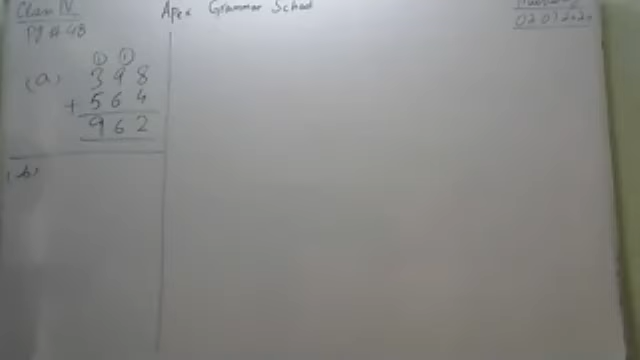 Class IV
Apex Grammar School
Pg # 48
(a)
① ①
3 9 8
+ 5 6 4
9 6 2
(b)